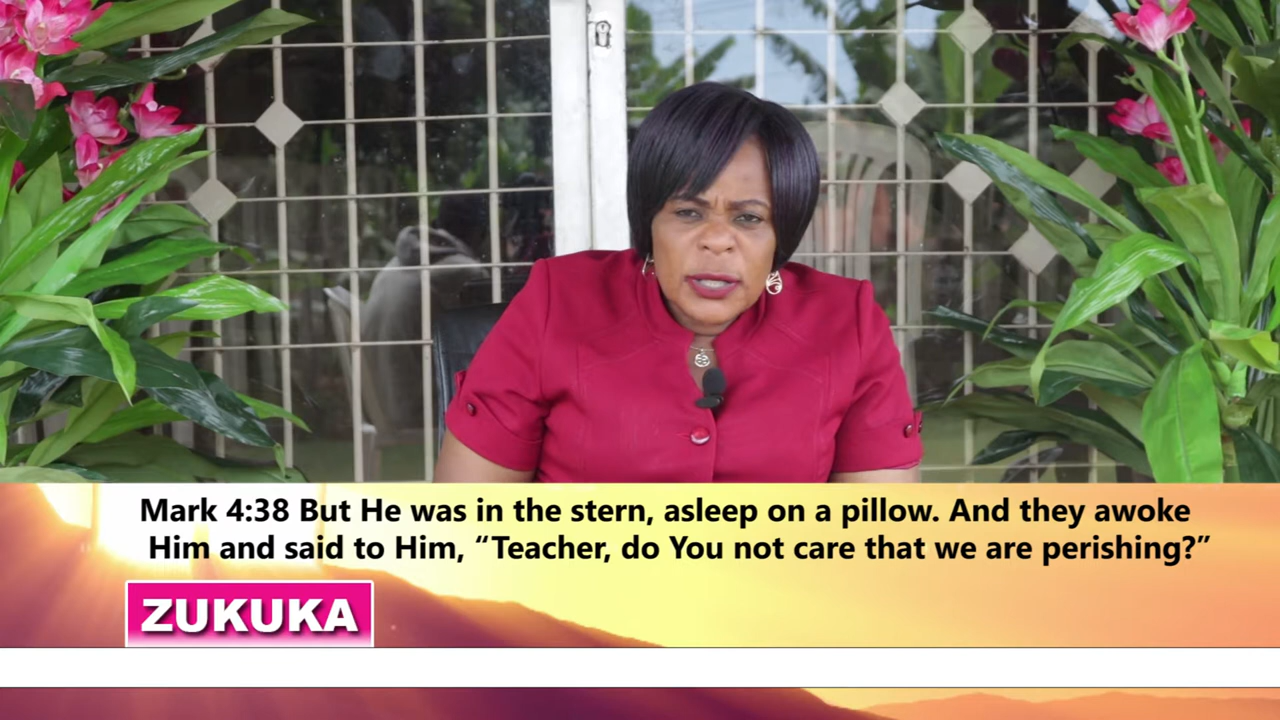 Mark 4:38 But He was in the stern, asleep on a pillow. And they awoke
Him and said to Him, “Teacher, do You not care that we are perishing?”
ZUKUKA